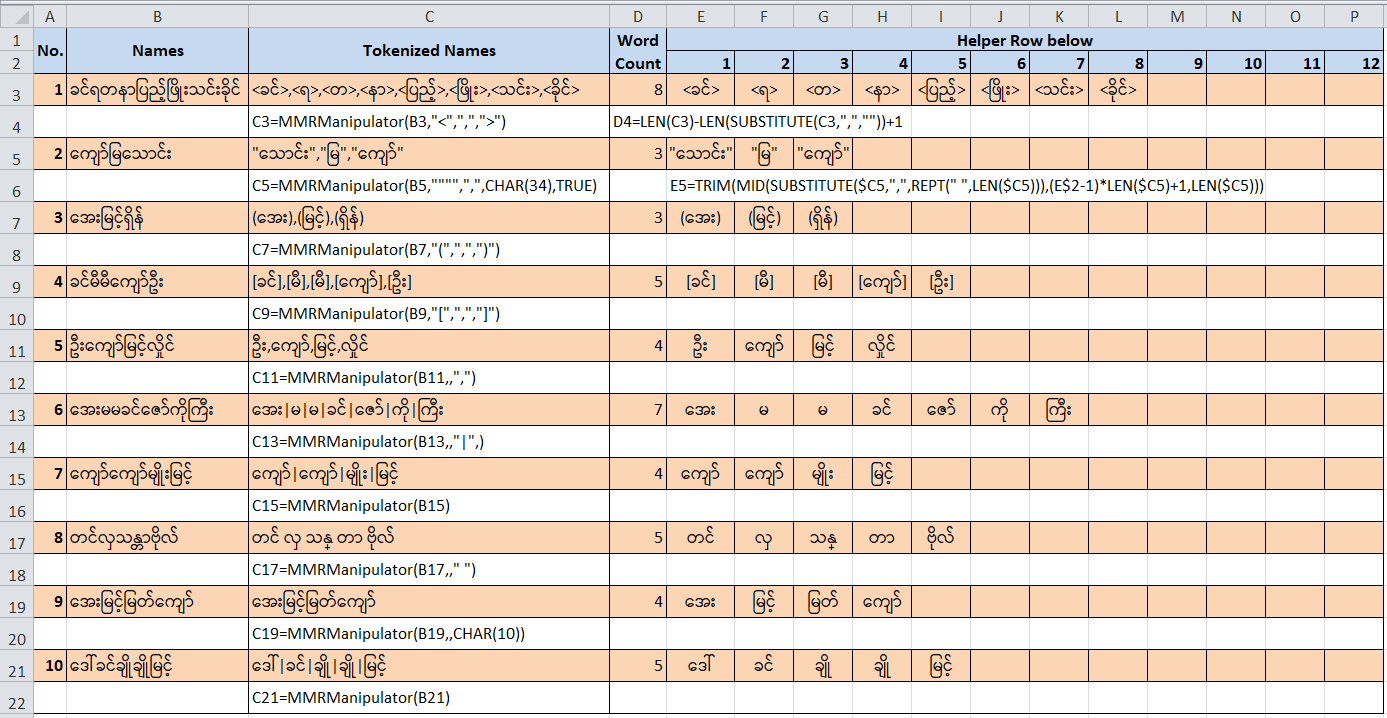 A B C D E F G H I J K L M N O P
1 No. Names Tokenized Names Word Count Helper Row below
2 1 2 3 4 5 6 7 8 9 10 11 12
3 1 ခင်ရတနာပြည့်ဖြိုးသင်းခိုင် <ခင်>,<ရ>,<တ>,<နာ>,<ပြည့်>,<ဖြိုး>,<သင်း>,<ခိုင်> 8 <ခင်> <ရ> <တ> <နာ> <ပြည့်> <ဖြိုး> <သင်း> <ခိုင်>
4 C3=MMRManipulator(B3,"<",",",">") D4=LEN(C3)-LEN(SUBSTITUTE(C3,",",""))+1
5 2 ကျော်မြသောင်း "သောင်း","မြ","ကျော်" 3 "သောင်း" "မြ" "ကျော်"
6 C5=MMRManipulator(B5,"""",",",CHAR(34),TRUE) E5=TRIM(MID(SUBSTITUTE($C5,",",REPT(" ",LEN($C5))),(E$2-1)*LEN($C5)+1,LEN($C5)))
7 3 အေးမြင့်ရှိန် (အေး),(မြင့်),(ရှိန်) 3 (အေး) (မြင့်) (ရှိန်)
8 C7=MMRManipulator(B7,"(",",",")")
9 4 ခင်မီမီကျော်ဦး [ခင်],[မီ],[မီ],[ကျော်],[ဦး] 5 [ခင်] [မီ] [မီ] [ကျော်] [ဦး]
10 C9=MMRManipulator(B9,"[",",","]")
11 5 ဦးကျော်မြင့်လှိုင် ဦး,ကျော်,မြင့်,လှိုင် 4 ဦး ကျော် မြင့် လှိုင်
12 C11=MMRManipulator(B11,,",")
13 6 အေးမမခင်ဇော်ကိုကြီး အေး|မ|မ|ခင်|ဇော်|ကို|ကြီး 7 အေး မ မ ခင် ဇော် ကို ကြီး
14 C13=MMRManipulator(B13,,"|",)
15 7 ကျော်ကျော်မျိုးမြင့် ကျော်|ကျော်|မျိုး|မြင့် 4 ကျော် ကျော် မျိုး မြင့်
16 C15=MMRManipulator(B15)
17 8 တင်လှသန္တာဗိုလ် တင် လှ သန္ တာ ဗိုလ် 5 တင် လှ သန္ တာ ဗိုလ်
18 C17=MMRManipulator(B17,," ")
19 9 အေးမြင့်မြတ်ကျော် အေးမြင့်မြတ်ကျော် 4 အေး မြင့် မြတ် ကျော်
20 C19=MMRManipulator(B19,,CHAR(10))
21 10 ဒေါ်ခင်ချိုချိုမြင့် ဒေါ်|ခင်|ချို|ချို|မြင့် 5 ဒေါ် ခင် ချို ချို မြင့်
22 C21=MMRManipulator(B21)